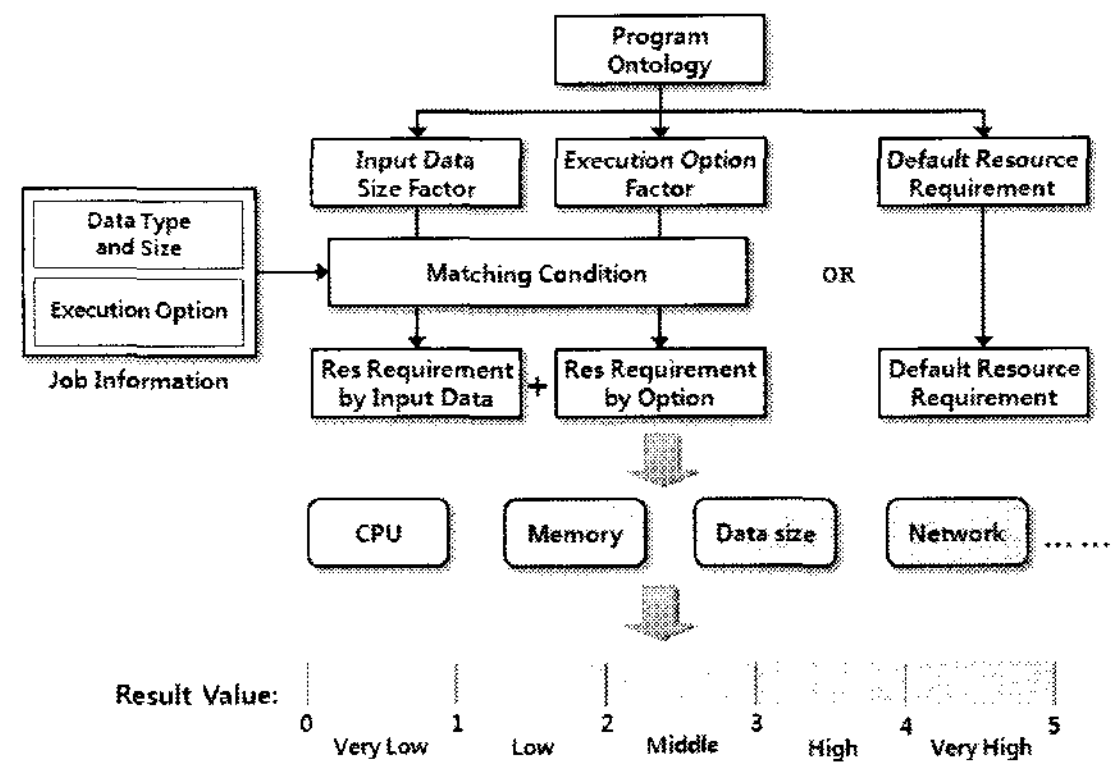 Program
Ontology
Input Data
Size Factor
Execution Option
Factor
Default Resource
Requirement
Data Type
and Size
Execution Option
Job Information
Matching Condition
OR
Res Requirement
by Input Data
+
Res Requirement
by Option
Default Resource
Requirement
CPU
Memory
Data size
Network
... ...
Result Value:
0 1 2 3 4 5
Very Low Low Middle High Very High